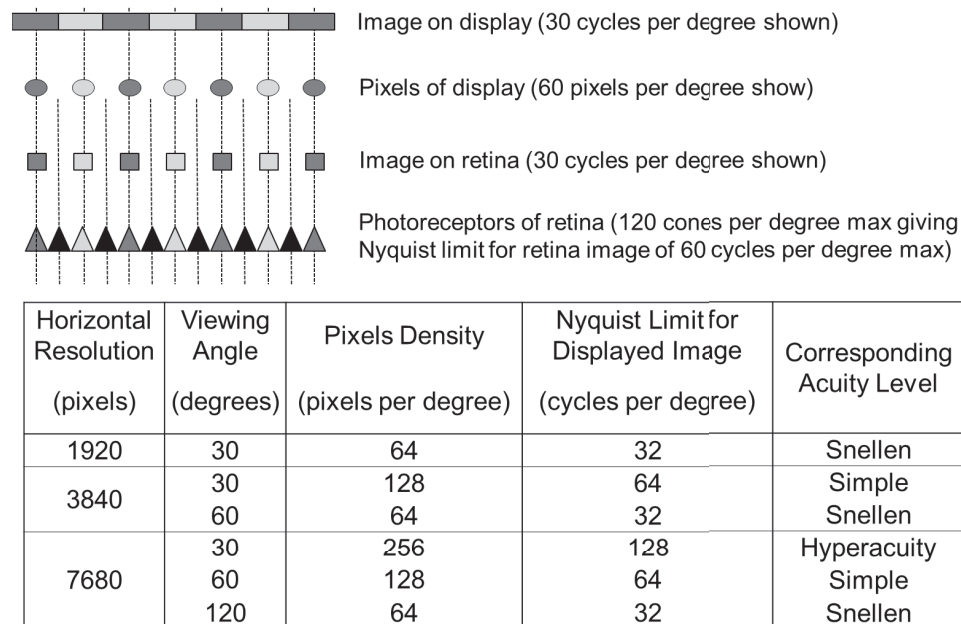 Image on display (30 cycles per degree shown)
Pixels of display (60 pixels per degree show)
Image on retina (30 cycles per degree shown)
Photoreceptors of retina (120 cones per degree max giving
Nyquist limit for retina image of 60 cycles per degree max)
Horizontal Resolution (pixels) | Viewing Angle (degrees) | Pixels Density (pixels per degree) | Nyquist Limit for Displayed Image (cycles per degree) | Corresponding Acuity Level
1920 | 30 | 64 | 32 | Snellen
3840 | 30 | 128 | 64 | Simple
60 | 64 | 32 | Snellen
7680 | 30 | 256 | 128 | Hyperacuity
60 | 128 | 64 | Simple
120 | 64 | 32 | Snellen